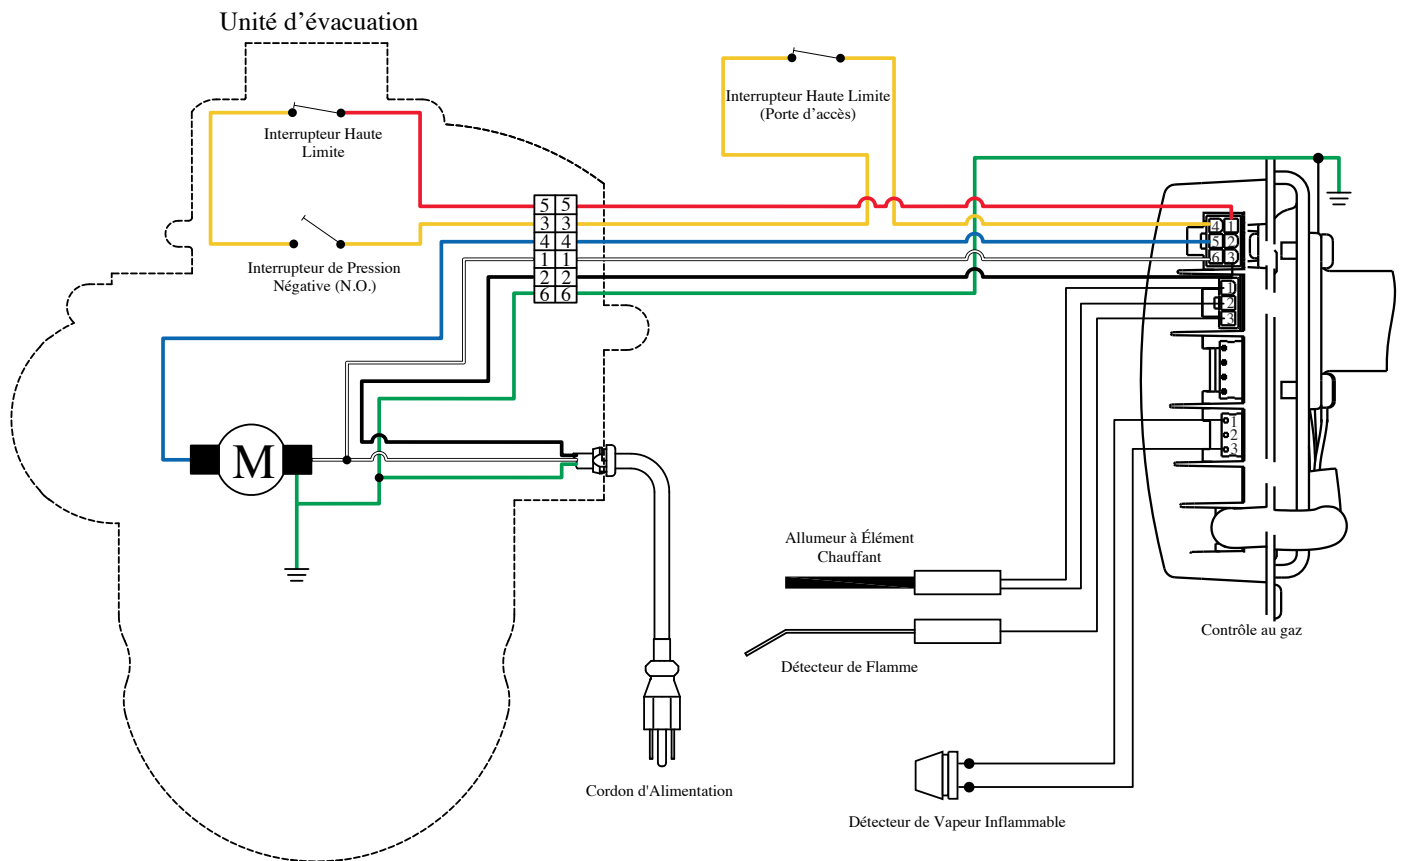 Unité d’évacuation
Interrupteur Haute
Limite
Interrupteur de Pression
Négative (N.O.)
Interrupteur Haute Limite
(Porte d’accès)
5 5
3 3
4 4
1 1
2 2
6 6
4 1
5 2
6 3
1
2
3
1
2
3
M
Allumeur à Élément
Chauffant
Détecteur de Flamme
Contrôle au gaz
Cordon d'Alimentation
Détecteur de Vapeur Inflammable